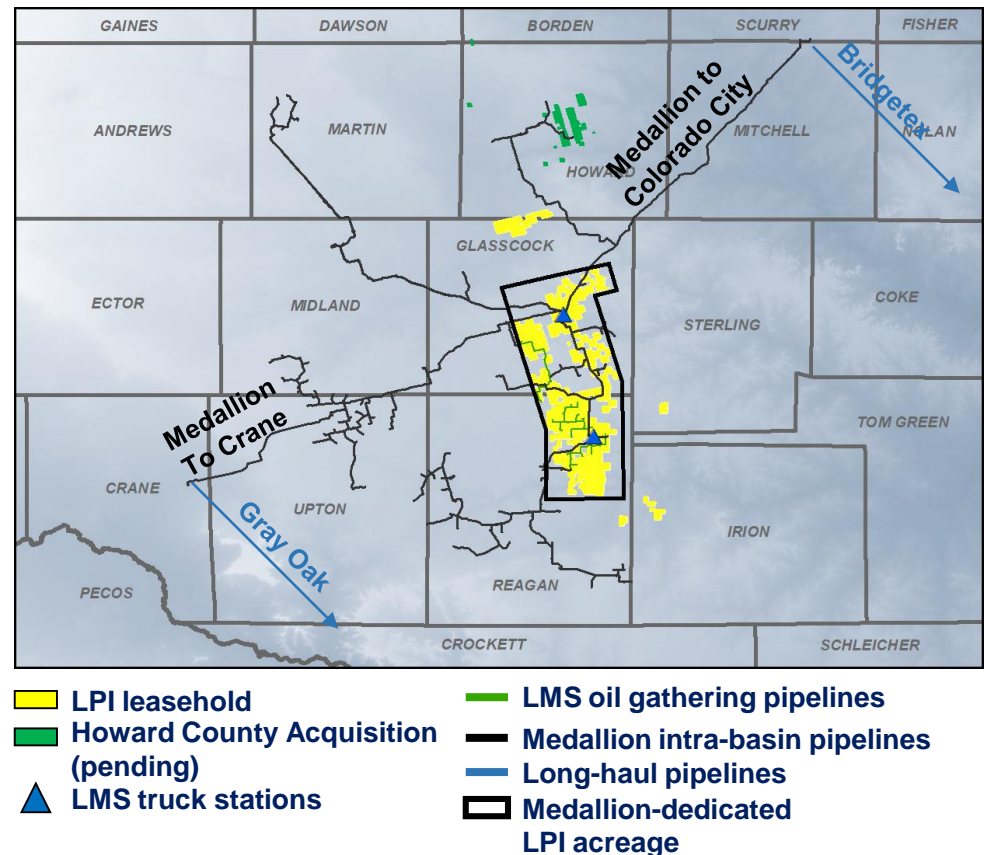 GAINES
DAWSON
BORDEN
SCURRY
FISHER
Bridgetex
Medallion to
Colorado City
ANDREWS
MARTIN
HOWARD
MITCHELL
NOLAN
GLASSCOCK
ECTOR
MIDLAND
STERLING
COKE
Medallion
To Crane
TOM GREEN
CRANE
UPTON
Gray Oak
IRION
REAGAN
PECOS
CROCKETT
SCHLEICHER
LPI leasehold
Howard County Acquisition
(pending)
LMS truck stations
LMS oil gathering pipelines
Medallion intra-basin pipelines
Long-haul pipelines
Medallion-dedicated
LPI acreage